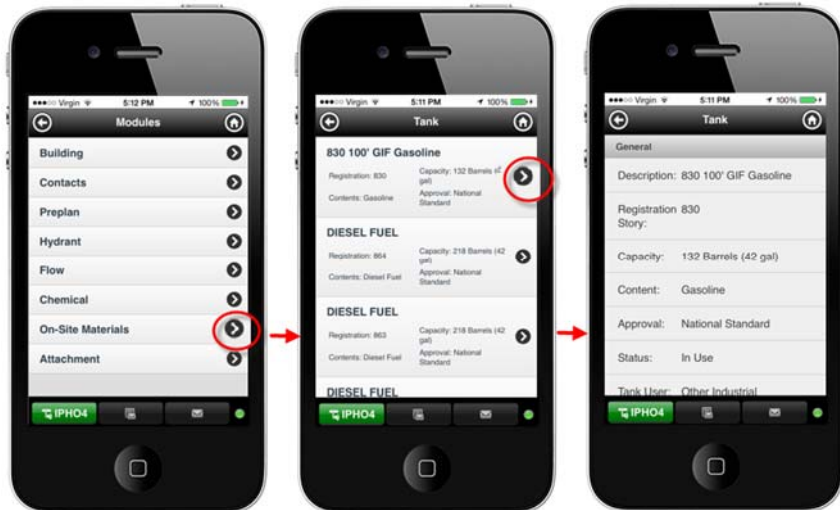 Virgin 5:12 PM 100%
Modules
Building
Contacts
Preplan
Hydrant
Flow
Chemical
On-Site Materials
Attachment
IPHO4
Virgin 5:11 PM 100%
Tank
830 100' GIF Gasoline
Registration: 830
Capacity: 132 Barrels
gal)
Contents: Gasoline
Approval: National
Standard
DIESEL FUEL
Registration: 864
Capacity: 218 Barrels (42
gal)
Contents: Diesel Fuel
Approval: National
Standard
DIESEL FUEL
Registration: 863
Capacity: 218 Barrels (42
gal)
Contents: Diesel Fuel
Approval: National
Standard
DIESEL FUEL
IPHO4
Virgin 5:11 PM 100%
Tank
General
Description: 830 100' GIF Gasoline
Registration 830
Story:
Capacity: 132 Barrels (42 gal)
Content: Gasoline
Approval: National Standard
Status: In Use
Tank User: Other Industrial
IPHO4